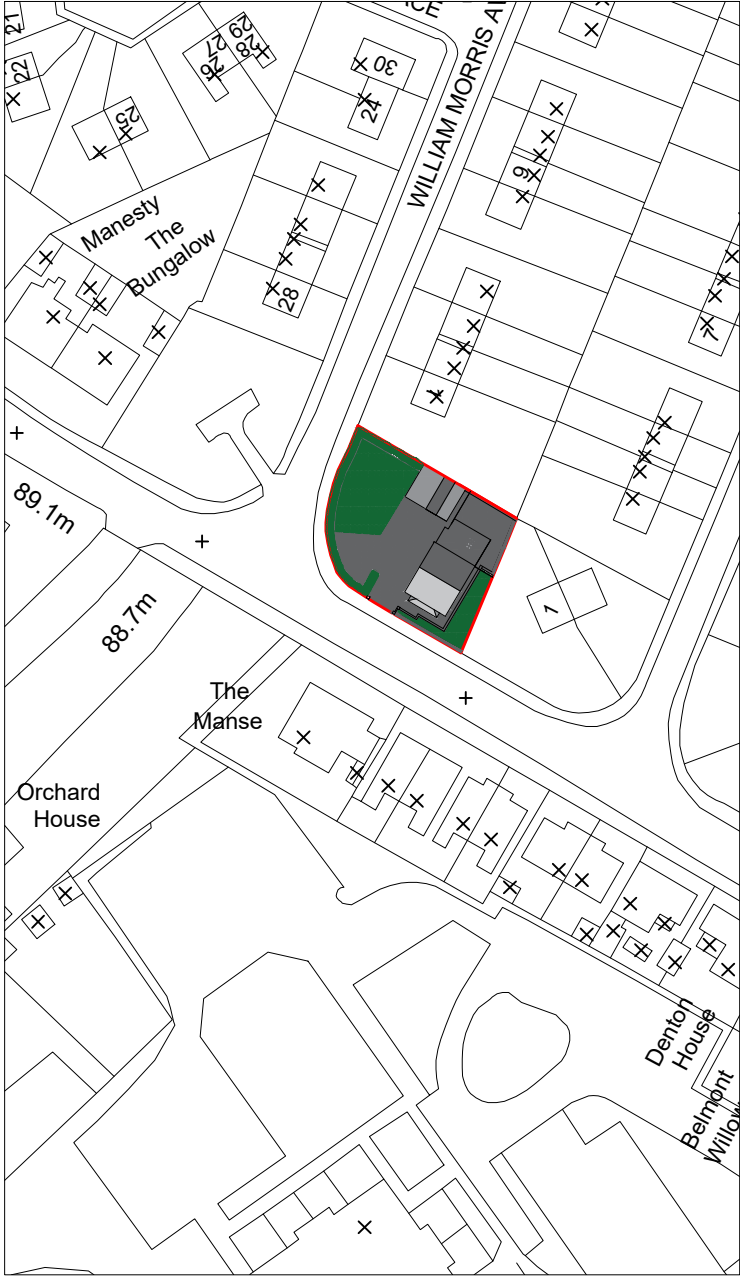 21
22
25
26
27
28
29
30
24
WILLIAM MORRIS AV
Manesty
The
Bungalow
28
9
7
1
89.1m
88.7m
The
Manse
Orchard
House
Denton
House
Belmont
Willow